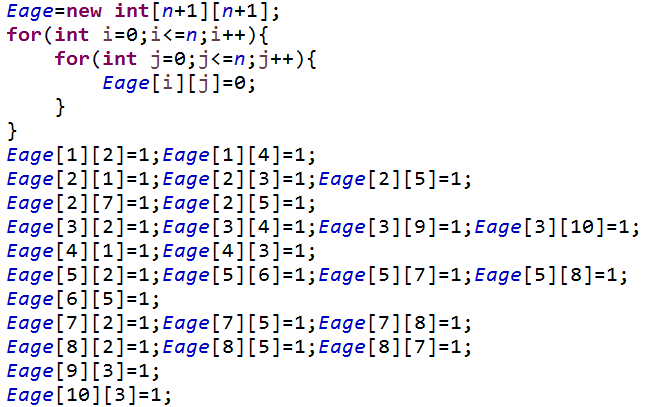 Eage=new int[n+1][n+1];
for(int i=0;i<=n;i++){
    for(int j=0;j<=n;j++){
        Eage[i][j]=0;
    }
}
Eage[1][2]=1;Eage[1][4]=1;
Eage[2][1]=1;Eage[2][3]=1;Eage[2][5]=1;
Eage[2][7]=1;Eage[2][5]=1;
Eage[3][2]=1;Eage[3][4]=1;Eage[3][9]=1;Eage[3][10]=1;
Eage[4][1]=1;Eage[4][3]=1;
Eage[5][2]=1;Eage[5][6]=1;Eage[5][7]=1;Eage[5][8]=1;
Eage[6][5]=1;
Eage[7][2]=1;Eage[7][5]=1;Eage[7][8]=1;
Eage[8][2]=1;Eage[8][5]=1;Eage[8][7]=1;
Eage[9][3]=1;
Eage[10][3]=1;